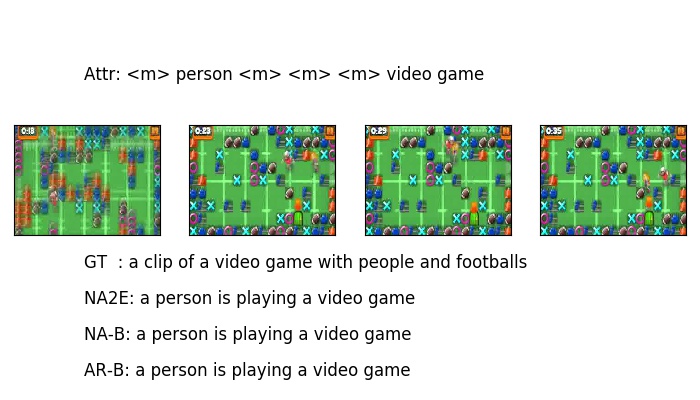 Attr: <m> person <m> <m> <m> video game
0:18 0:23 0:29 0:35
GT : a clip of a video game with people and footballs
NA2E: a person is playing a video game
NA-B: a person is playing a video game
AR-B: a person is playing a video game